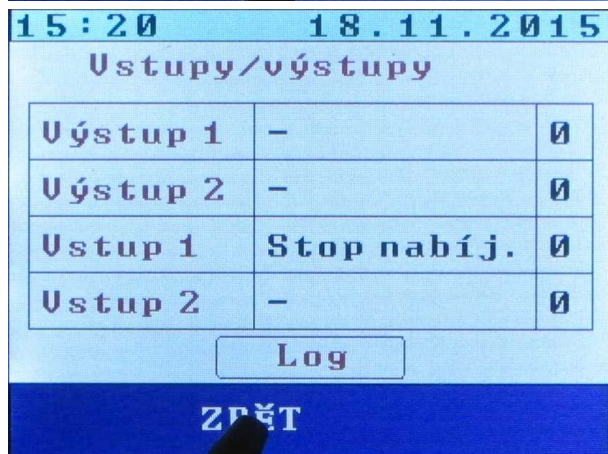 15:20 18.11.2015
Vstupy/výstupy
Výstup 1 - 0
Výstup 2 - 0
Vstup 1 Stop nabíj. 0
Vstup 2 - 0
Log
ZPĚT